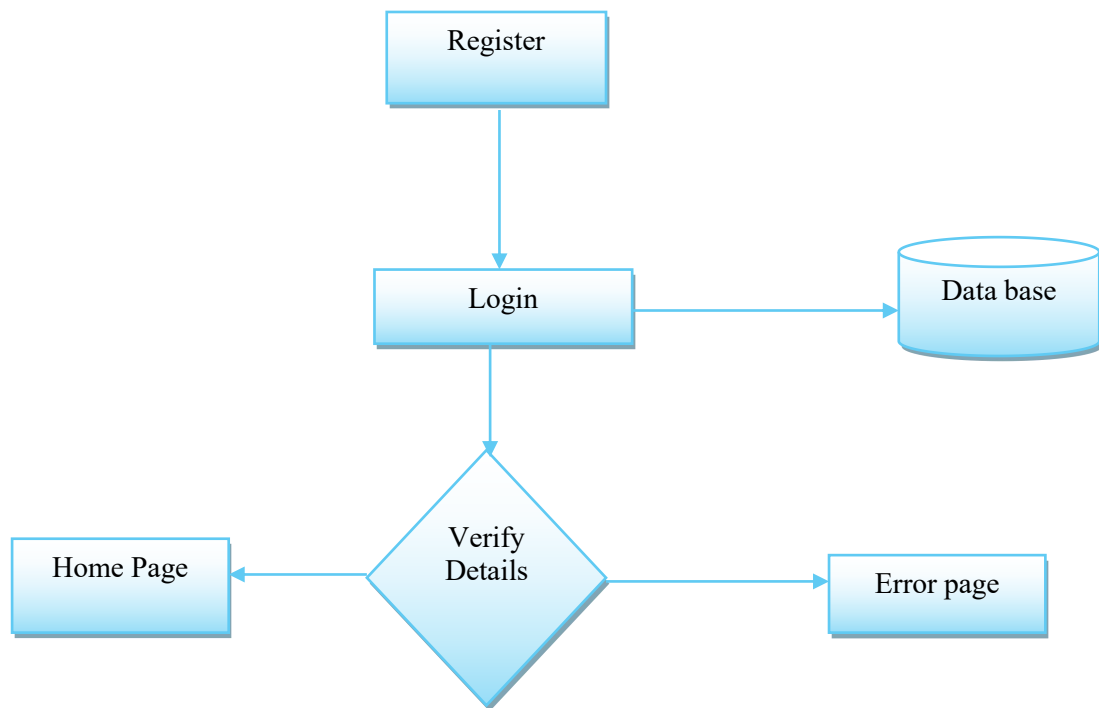 Register
Login
Data base
Verify
Details
Home Page
Error page